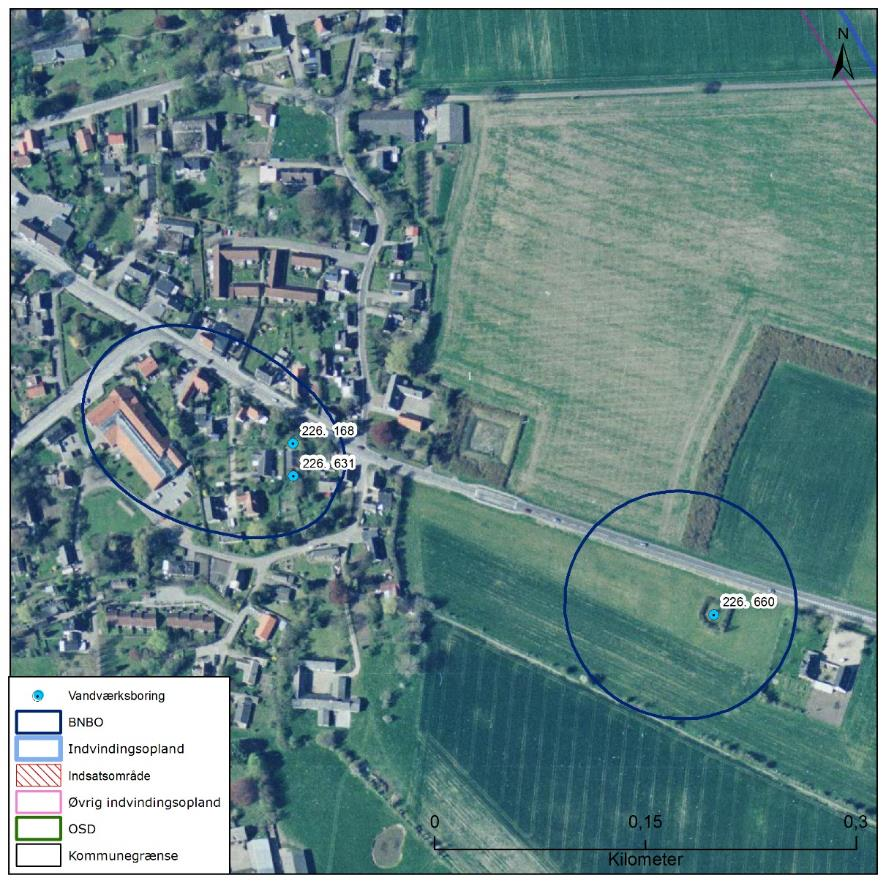 N
226. 168
226. 631
226. 660
Vandværksboring
BNBO
Indvindingsopland
Indsatsområde
Øvrig indvindingsopland
OSD
Kommunegrænse
0 0,15 0,3
Kilometer